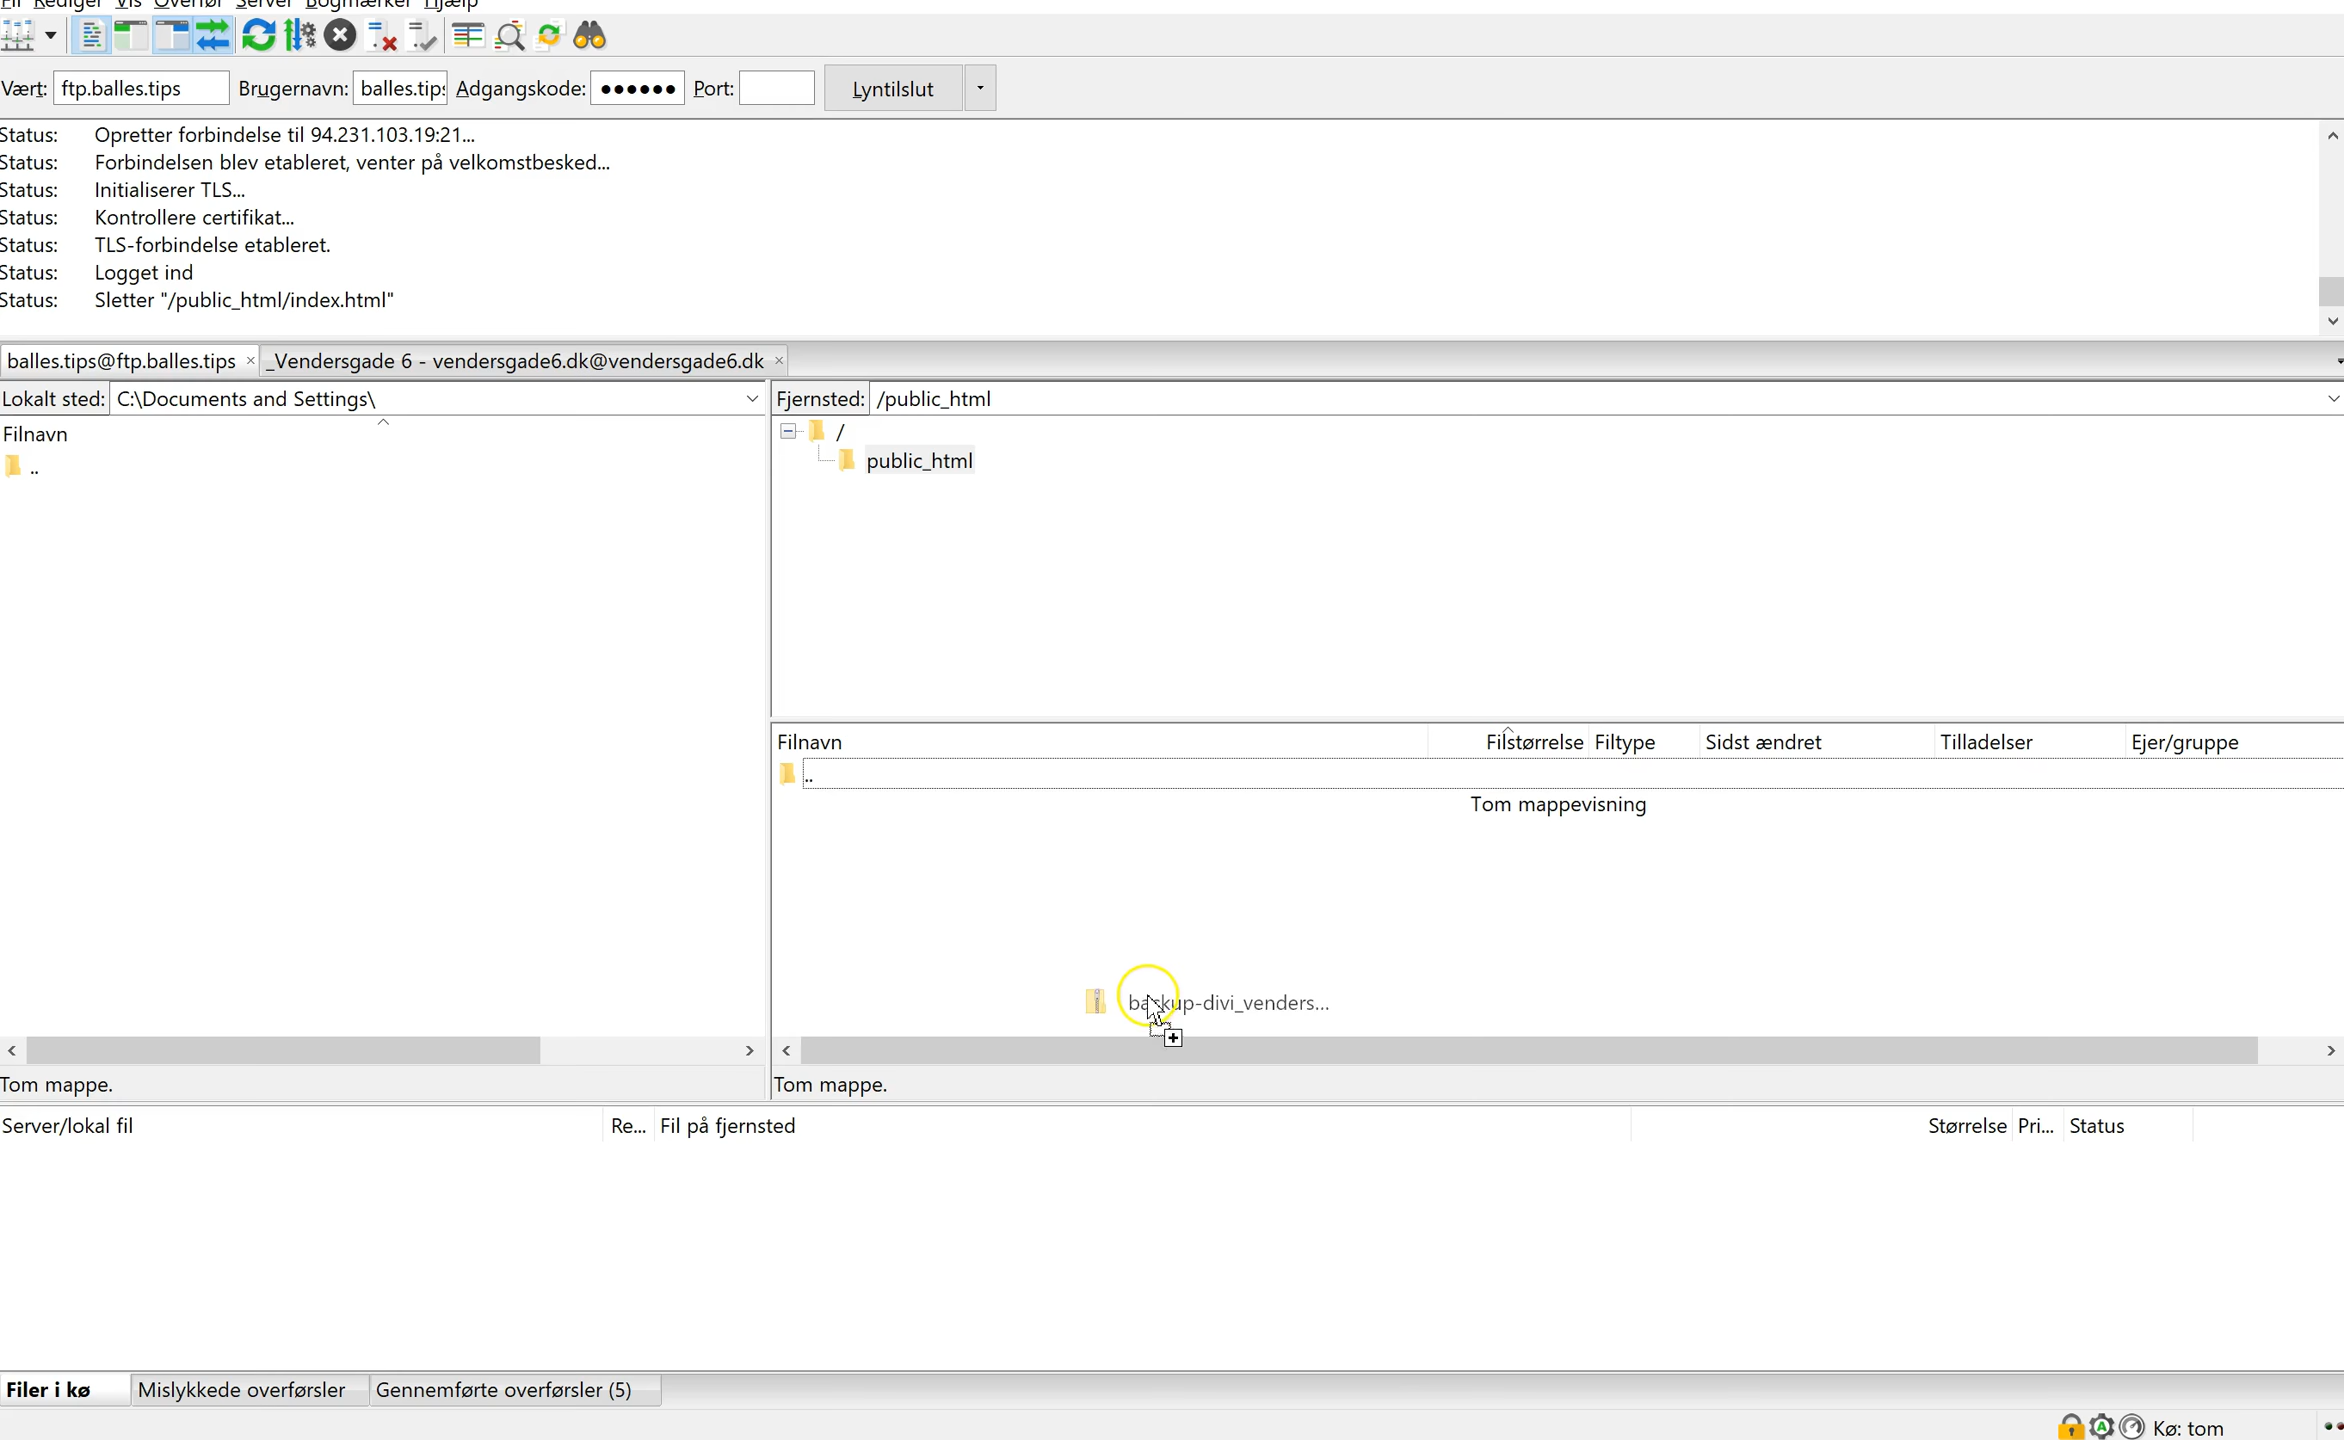 Fil Rediger Vis Overfør Server Bogmærker Hjælp
Vært: ftp.balles.tips Brugernavn: balles.tips Adgangskode: ●●●●●● Port: Lyntilslut
Status: Opretter forbindelse til 94.231.103.19:21...
Status: Forbindelsen blev etableret, venter på velkomstbesked...
Status: Initialiserer TLS...
Status: Kontrollere certifikat...
Status: TLS-forbindelse etableret.
Status: Logget ind
Status: Sletter "/public_html/index.html"
balles.tips@ftp.balles.tips × _Vendersgade 6 - vendersgade6.dk@vendersgade6.dk ×
Lokalt sted: C:\Documents and Settings\
Filnavn
..
Fjernsted: /public_html
/
public_html
Filnavn Filstørrelse Filtype Sidst ændret Tilladelser Ejer/gruppe
..
Tom mappevisning
backup-divi_venders...
Tom mappe.
Tom mappe.
Server/lokal fil Re... Fil på fjernsted Størrelse Pri... Status
Filer i kø Mislykkede overførsler Gennemførte overførsler (5)
Kø: tom